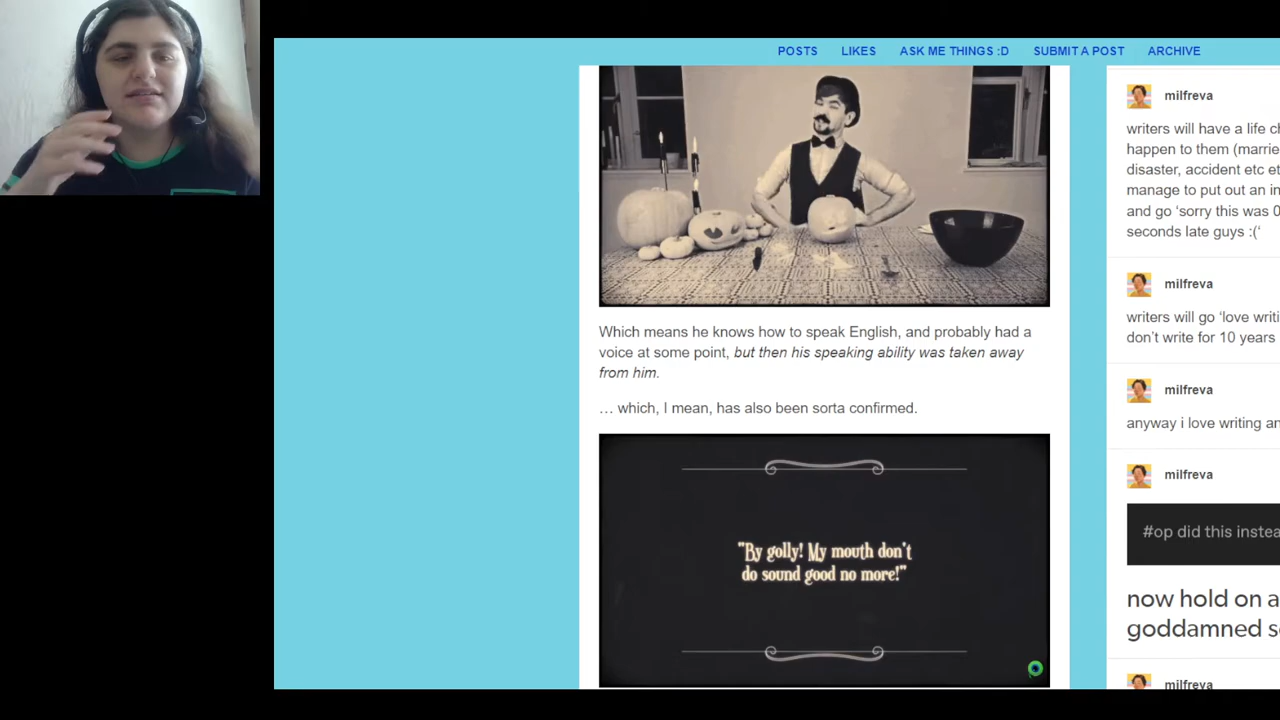 POSTS LIKES ASK ME THINGS :D SUBMIT A POST ARCHIVE
Which means he knows how to speak English, and probably had a
voice at some point, but then his speaking ability was taken away
from him.
… which, I mean, has also been sorta confirmed.
"By golly! My mouth don't
do sound good no more!"
milfreva
writers will have a life
happen to them (marrie
disaster, accident etc et
manage to put out an in
and go ‘sorry this was 0
seconds late guys :(‘
milfreva
writers will go ‘love writi
don’t write for 10 years
milfreva
anyway i love writing an
milfreva
#op did this instea
now hold on a
goddamned s
milfreva